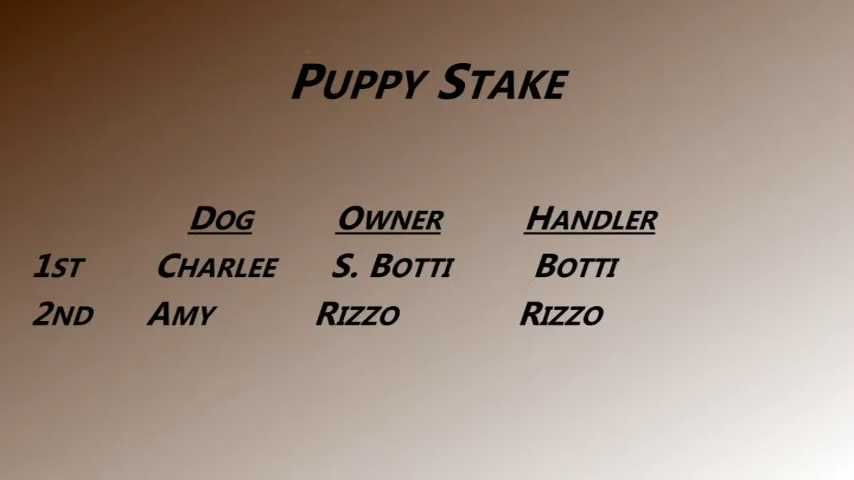 Puppy Stake
Dog Owner Handler
1st Charlee S. Botti Botti
2nd Amy Rizzo Rizzo